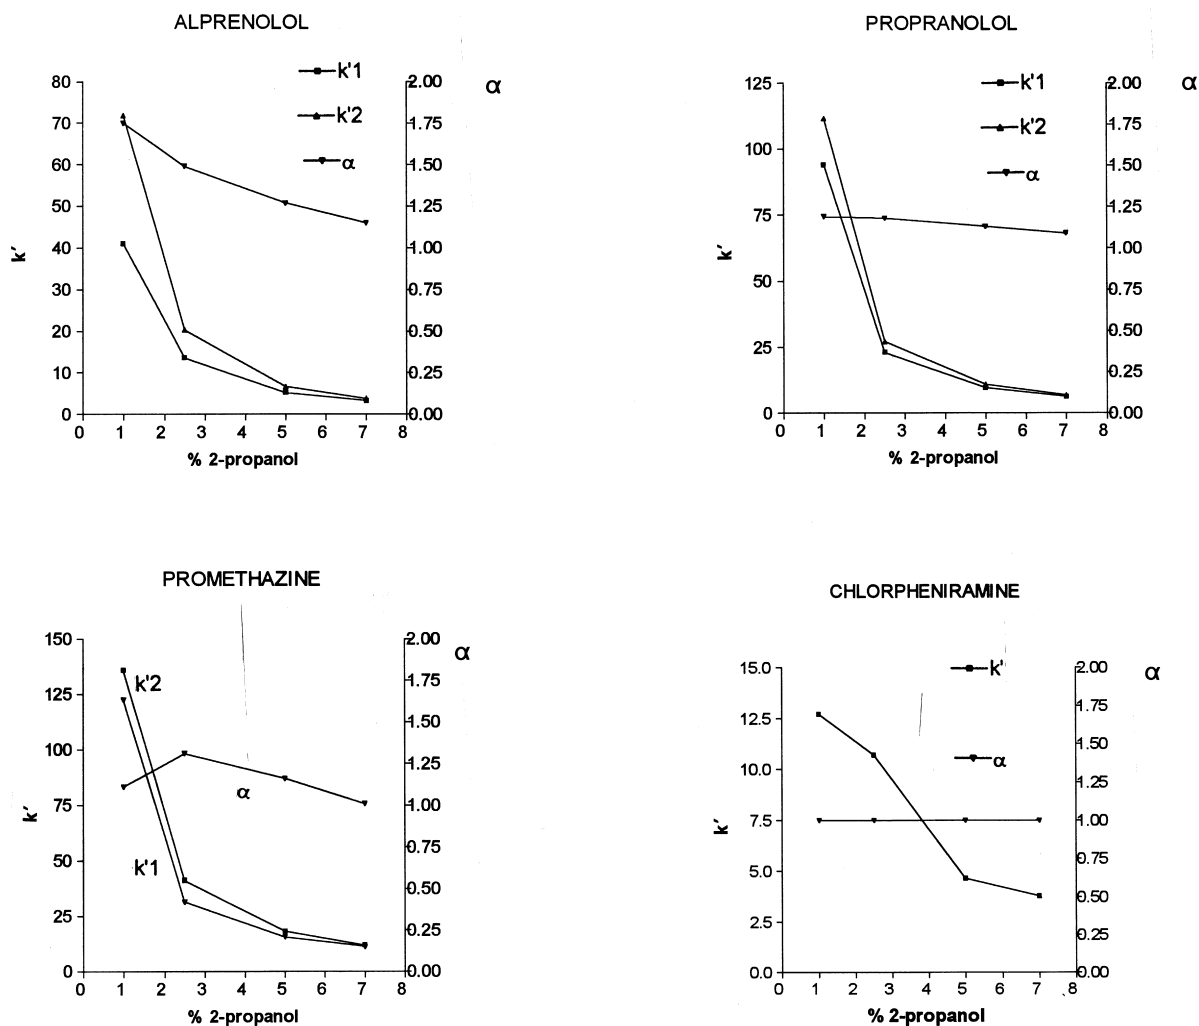 ALPRENOLOL
k'1
k'2
α
80
70
60
50
40
30
20
10
0
2.00
1.75
1.50
1.25
1.00
0.75
0.50
0.25
0.00
α
k′
0 1 2 3 4 5 6 7 8
% 2-propanol
PROPRANOLOL
k'1
k'2
α
125
100
75
50
25
0
2.00
1.75
1.50
1.25
1.00
0.75
0.50
0.25
0.00
α
k′
0 1 2 3 4 5 6 7 8
% 2-propanol
PROMETHAZINE
k'2
α
k'1
150
125
100
75
50
25
0
2.00
1.75
1.50
1.25
1.00
0.75
0.50
0.25
0.00
α
k′
0 1 2 3 4 5 6 7 8
% 2-propanol
CHLORPHENIRAMINE
k'
α
15.0
12.5
10.0
7.5
5.0
2.5
0.0
2.00
1.75
1.50
1.25
1.00
0.75
0.50
0.25
0.00
α
k′
0 1 2 3 4 5 6 7 8
% 2-propanol